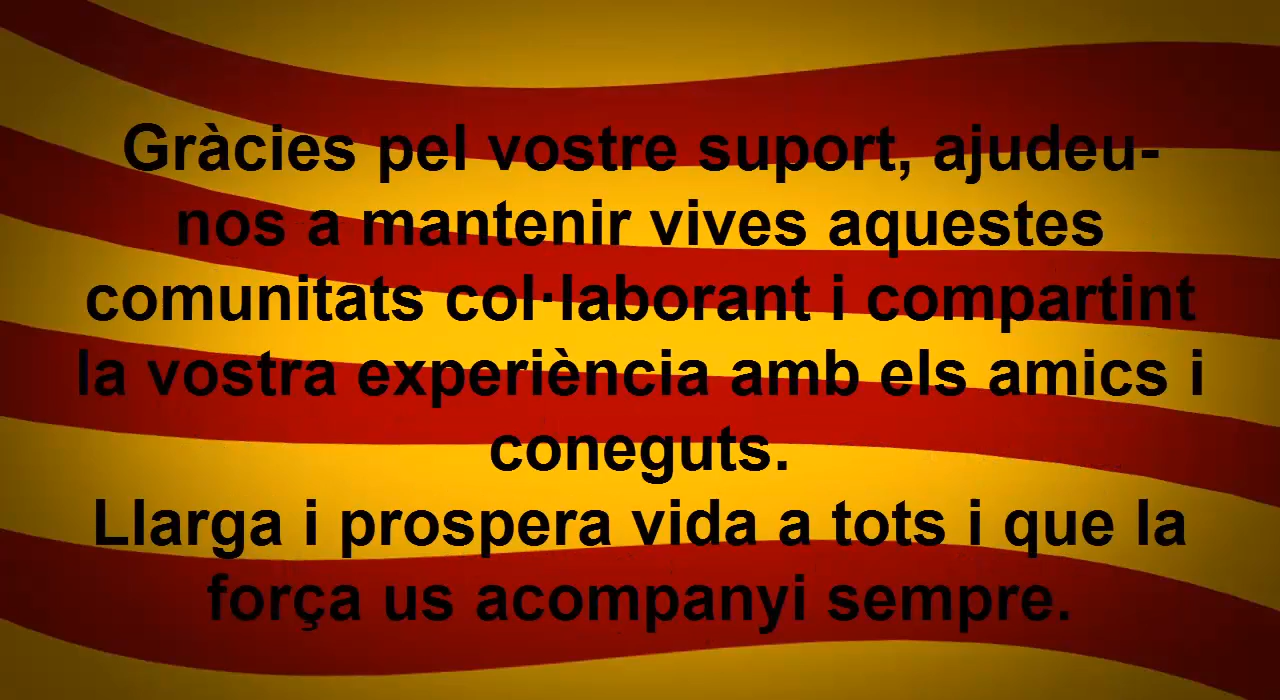 Gràcies pel vostre suport, ajudeu-
nos a mantenir vives aquestes
comunitats col·laborant i compartint
la vostra experiència amb els amics i
coneguts.
Llarga i prospera vida a tots i que la
força us acompanyi sempre.